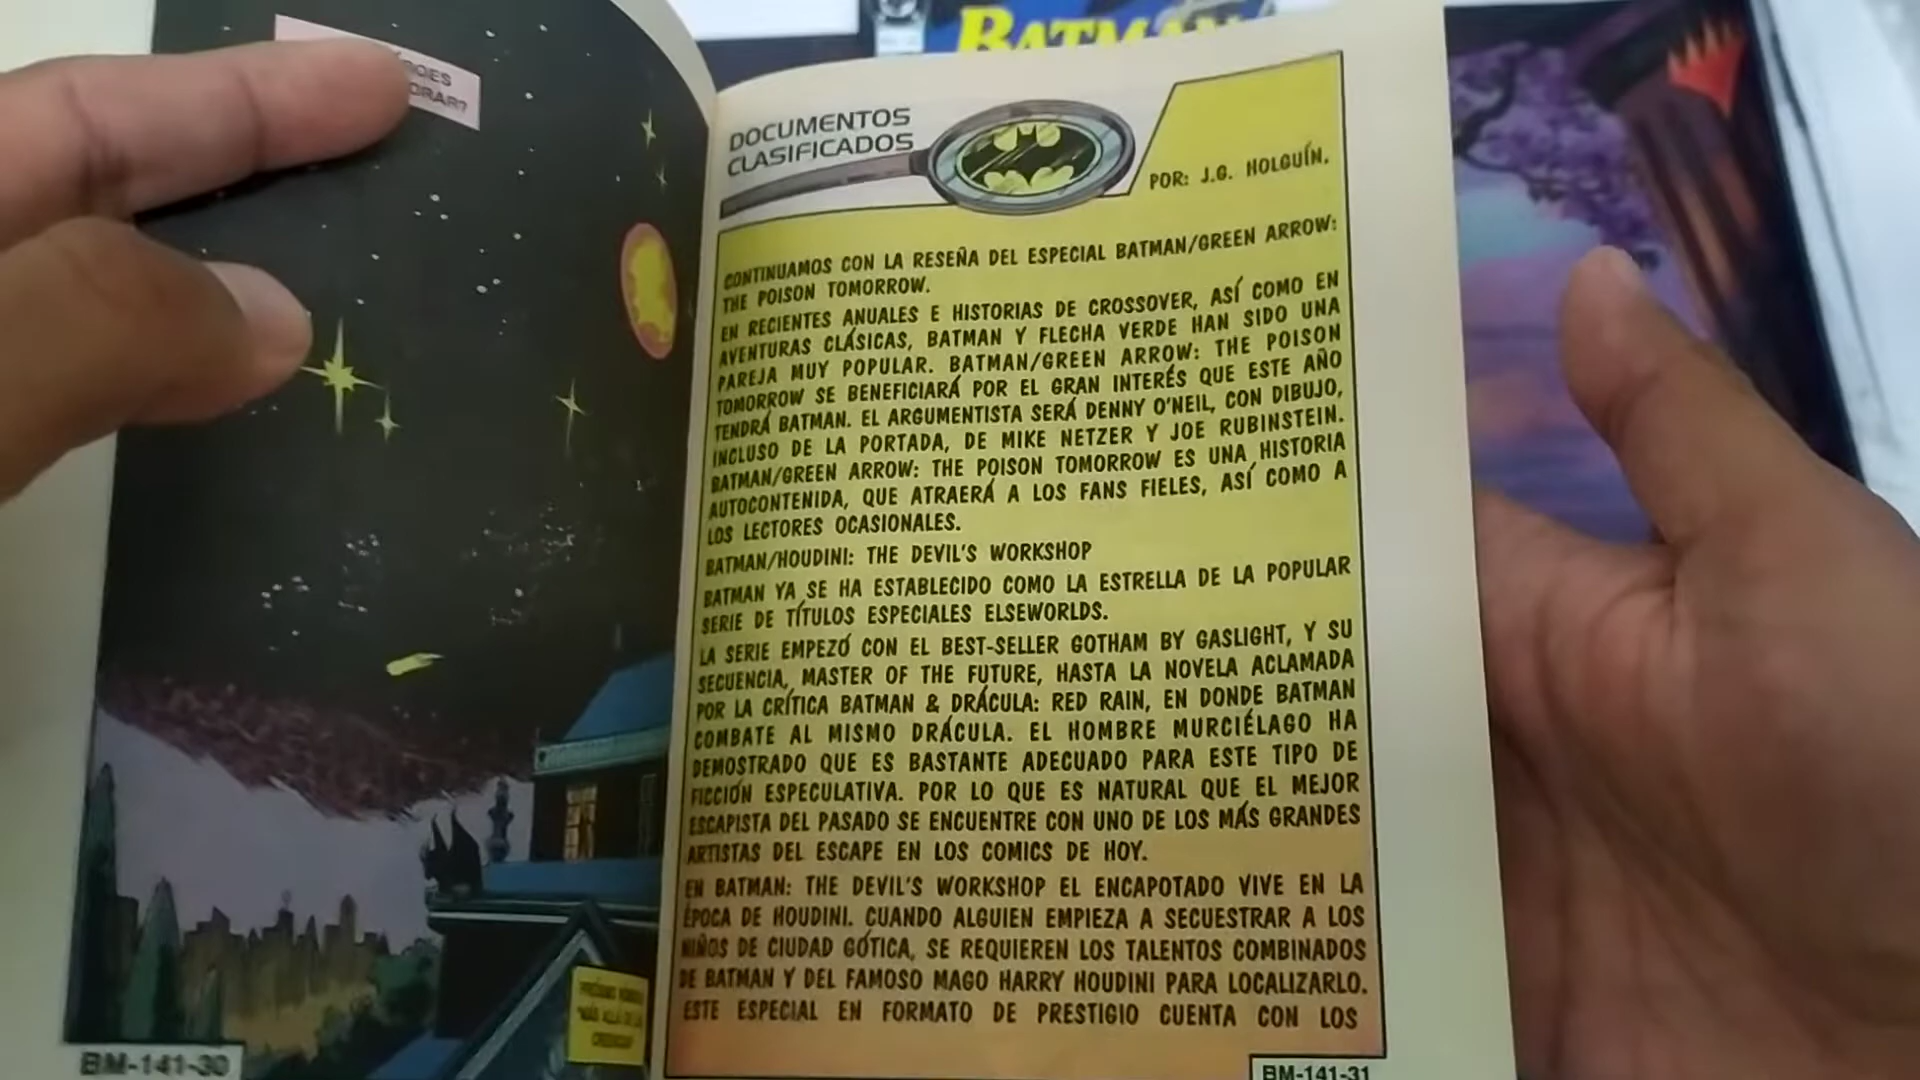 BATMAN
DOCUMENTOS
CLASIFICADOS
POR: J.G. HOLGUÍN.
CONTINUAMOS CON LA RESEÑA DEL ESPECIAL BATMAN/GREEN ARROW:
THE POISON TOMORROW.
EN RECIENTES ANUALES E HISTORIAS DE CROSSOVER, ASÍ COMO EN
AVENTURAS CLÁSICAS, BATMAN Y FLECHA VERDE HAN SIDO UNA
PAREJA MUY POPULAR. BATMAN/GREEN ARROW: THE POISON
TOMORROW SE BENEFICIARÁ POR EL GRAN INTERÉS QUE ESTE AÑO
TENDRÁ BATMAN. EL ARGUMENTISTA SERÁ DENNY O'NEIL, CON DIBUJO,
INCLUSO DE LA PORTADA, DE MIKE NETZER Y JOE RUBINSTEIN.
BATMAN/GREEN ARROW: THE POISON TOMORROW ES UNA HISTORIA
AUTOCONTENIDA, QUE ATRAERÁ A LOS FANS FIELES, ASÍ COMO A
LOS LECTORES OCASIONALES.
BATMAN/HOUDINI: THE DEVIL'S WORKSHOP
BATMAN YA SE HA ESTABLECIDO COMO LA ESTRELLA DE LA POPULAR
SERIE DE TÍTULOS ESPECIALES ELSEWORLDS.
LA SERIE EMPEZÓ CON EL BEST-SELLER GOTHAM BY GASLIGHT, Y SU
SECUENCIA, MASTER OF THE FUTURE, HASTA LA NOVELA ACLAMADA
POR LA CRÍTICA BATMAN & DRÁCULA: RED RAIN, EN DONDE BATMAN
COMBATE AL MISMO DRÁCULA. EL HOMBRE MURCIÉLAGO HA
DEMOSTRADO QUE ES BASTANTE ADECUADO PARA ESTE TIPO DE
FICCIÓN ESPECULATIVA. POR LO QUE ES NATURAL QUE EL MEJOR
ESCAPISTA DEL PASADO SE ENCUENTRE CON UNO DE LOS MÁS GRANDES
ARTISTAS DEL ESCAPE EN LOS COMICS DE HOY.
EN BATMAN: THE DEVIL'S WORKSHOP EL ENCAPOTADO VIVE EN LA
ÉPOCA DE HOUDINI. CUANDO ALGUIEN EMPIEZA A SECUESTRAR A LOS
NIÑOS DE CIUDAD GÓTICA, SE REQUIEREN LOS TALENTOS COMBINADOS
DE BATMAN Y DEL FAMOSO MAGO HARRY HOUDINI PARA LOCALIZARLO.
ESTE ESPECIAL EN FORMATO DE PRESTIGIO CUENTA CON LOS
BM-141-30
BM-141-31